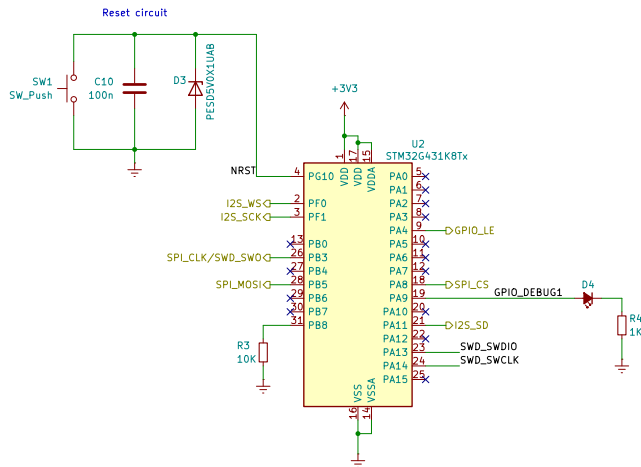 Reset circuit
SW1
SW_Push
C10
100n
D3
PESD5V0X1UAB
+3V3
U2
STM32G431K8Tx
1
17
15
VDD
VDD
VDDA
NRST
4
PG10
I2S_WS
2
PF0
I2S_SCK
3
PF1
13
PB0
SPI_CLK/SWD_SWO
26
PB3
27
PB4
SPI_MOSI
28
PB5
29
PB6
30
PB7
31
PB8
PA0
5
PA1
6
PA2
7
PA3
8
PA4
9
GPIO_LE
PA5
10
PA6
11
PA7
12
PA8
18
SPI_CS
PA9
19
GPIO_DEBUG1
PA10
20
PA11
21
I2S_SD
PA12
22
PA13
23
SWD_SWDIO
PA14
24
SWD_SWCLK
PA15
25
D4
R4
1K
R3
10K
VSS
VSSA
16
14